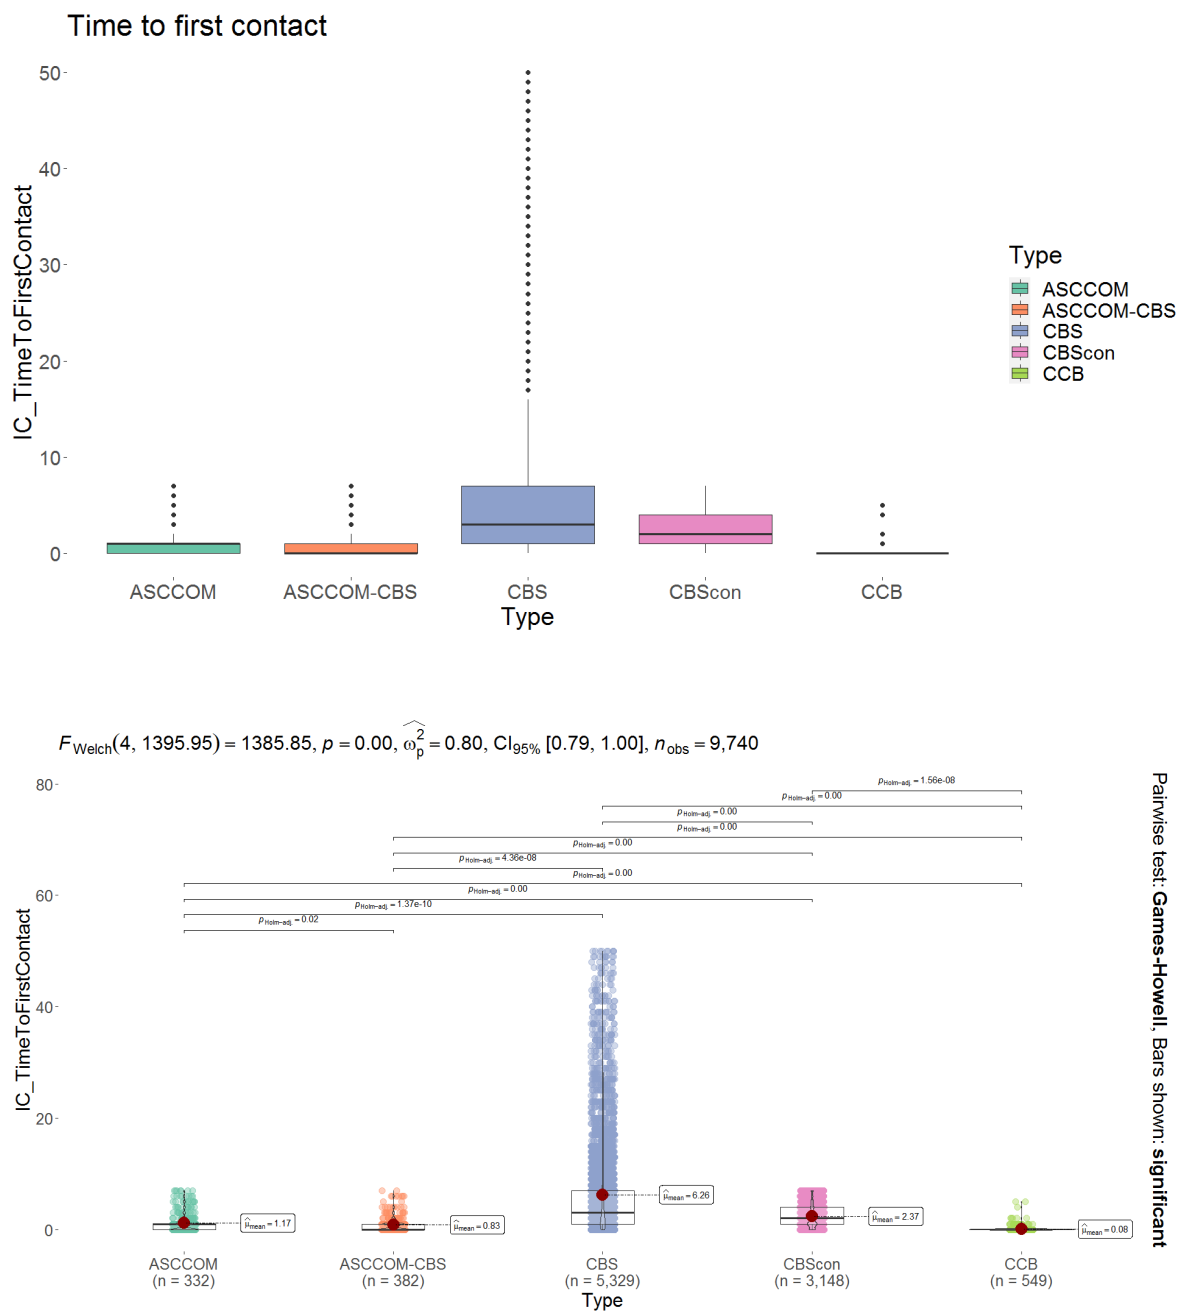 Time to first contact
50
40
30
20
10
0
IC_TimeToFirstContact
ASCCOM
ASCCOM-CBS
CBS
CBScon
CCB
Type
Type
ASCCOM
ASCCOM-CBS
CBS
CBScon
CCB
F Welch(4, 1395.95) = 1385.85, p = 0.00, ω̂²p = 0.80, CI95% [0.79, 1.00], nobs = 9,740
80
60
40
20
0
IC_TimeToFirstContact
pHolm−adj. = 1.56e-08
pHolm−adj. = 0.00
pHolm−adj. = 0.00
pHolm−adj. = 0.00
pHolm−adj. = 0.00
pHolm−adj. = 4.36e-08
pHolm−adj. = 0.00
pHolm−adj. = 0.00
pHolm−adj. = 1.37e-10
pHolm−adj. = 0.02
μ̂mean = 1.17
μ̂mean = 0.83
μ̂mean = 6.26
μ̂mean = 2.37
μ̂mean = 0.08
ASCCOM
(n = 332)
ASCCOM-CBS
(n = 382)
CBS
(n = 5,329)
CBScon
(n = 3,148)
CCB
(n = 549)
Type
Pairwise test: Games-Howell, Bars shown: significant